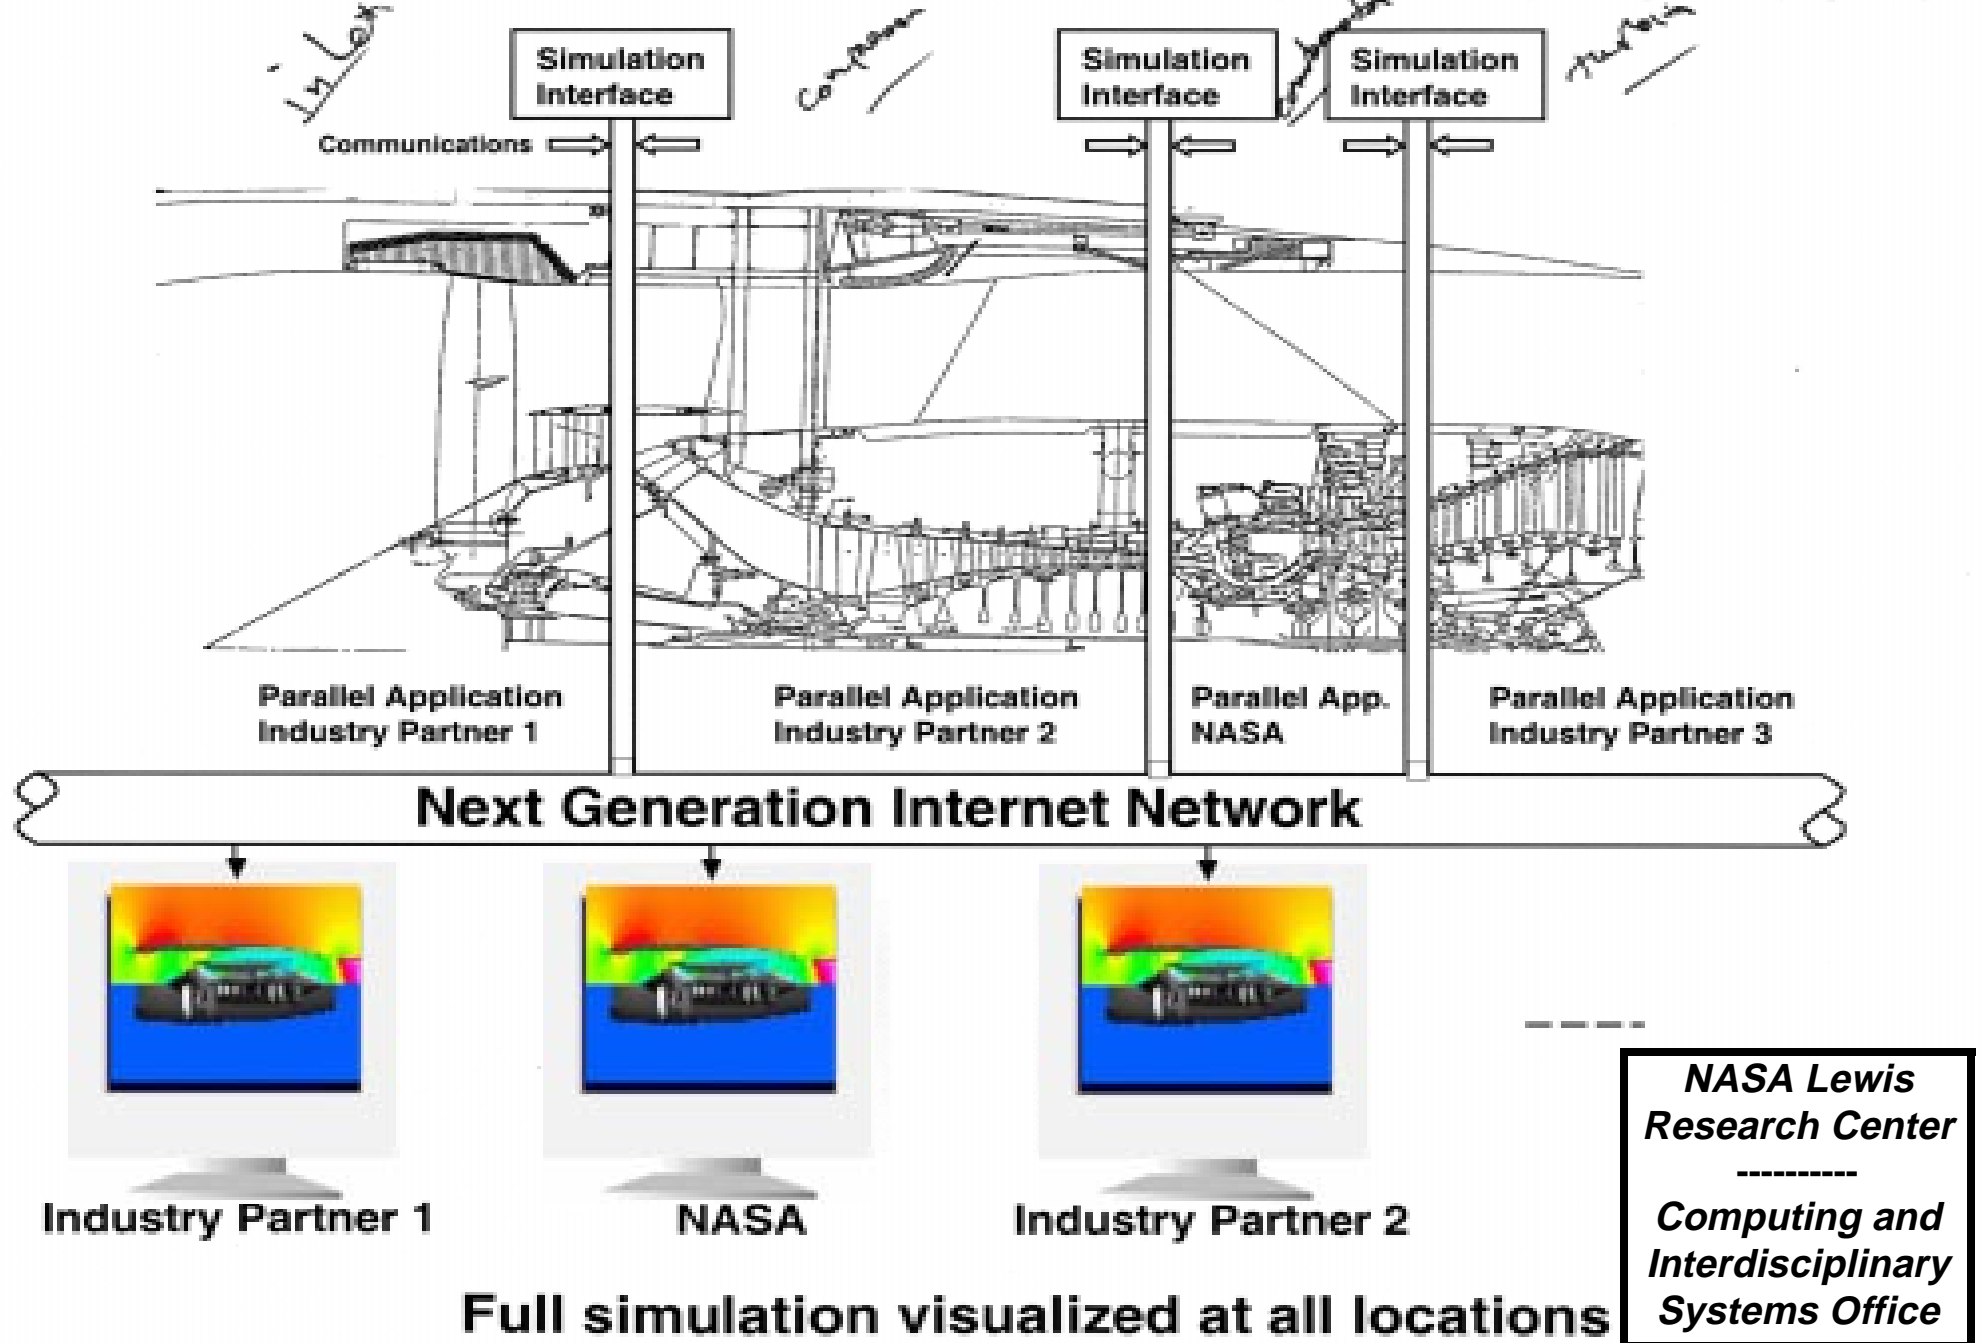 Simulation
Interface
Simulation
Interface
Simulation
Interface
Communications
Parallel Application
Industry Partner 1
Parallel Application
Industry Partner 2
Parallel App.
NASA
Parallel Application
Industry Partner 3
Next Generation Internet Network
Industry Partner 1
NASA
Industry Partner 2
NASA Lewis
Research Center
----------
Computing and
Interdisciplinary
Systems Office
Full simulation visualized at all locations